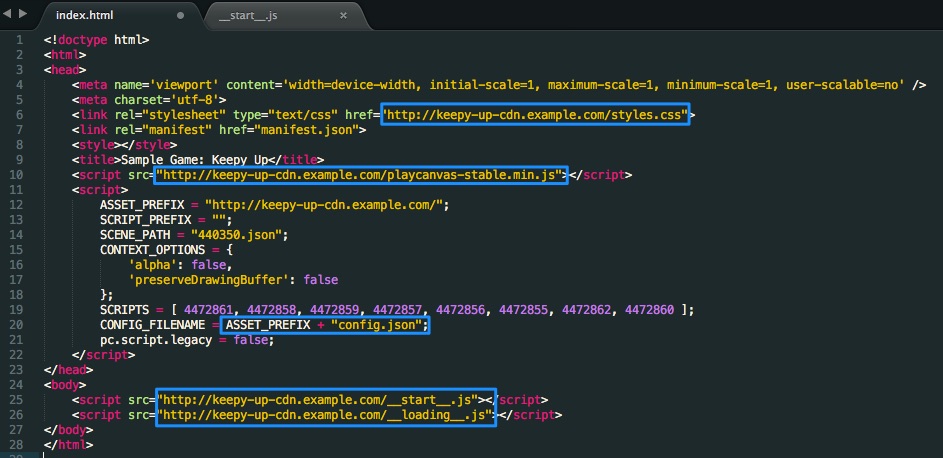 index.html
__start__.js
1 <!doctype html>
2 <html>
3 <head>
4 <meta name='viewport' content='width=device-width, initial-scale=1, maximum-scale=1, minimum-scale=1, user-scalable=no' />
5 <meta charset='utf-8'>
6 <link rel="stylesheet" type="text/css" href="http://keepy-up-cdn.example.com/styles.css">
7 <link rel="manifest" href="manifest.json">
8 <style></style>
9 <title>Sample Game: Keepy Up</title>
10 <script src="http://keepy-up-cdn.example.com/playcanvas-stable.min.js"></script>
11 <script>
12 ASSET_PREFIX = "http://keepy-up-cdn.example.com/";
13 SCRIPT_PREFIX = "";
14 SCENE_PATH = "440350.json";
15 CONTEXT_OPTIONS = {
16 'alpha': false,
17 'preserveDrawingBuffer': false
18 };
19 SCRIPTS = [ 4472861, 4472858, 4472859, 4472857, 4472856, 4472855, 4472862, 4472860 ];
20 CONFIG_FILENAME = ASSET_PREFIX + "config.json";
21 pc.script.legacy = false;
22 </script>
23 </head>
24 <body>
25 <script src="http://keepy-up-cdn.example.com/__start__.js"></script>
26 <script src="http://keepy-up-cdn.example.com/__loading__.js"></script>
27 </body>
28 </html>
29